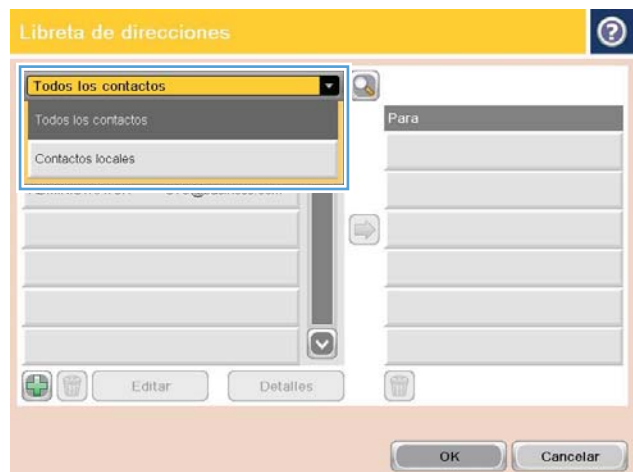 Libreta de direcciones
Todos los contactos
Todos los contactos
Contactos locales
Para
Editar
Detalles
OK
Cancelar